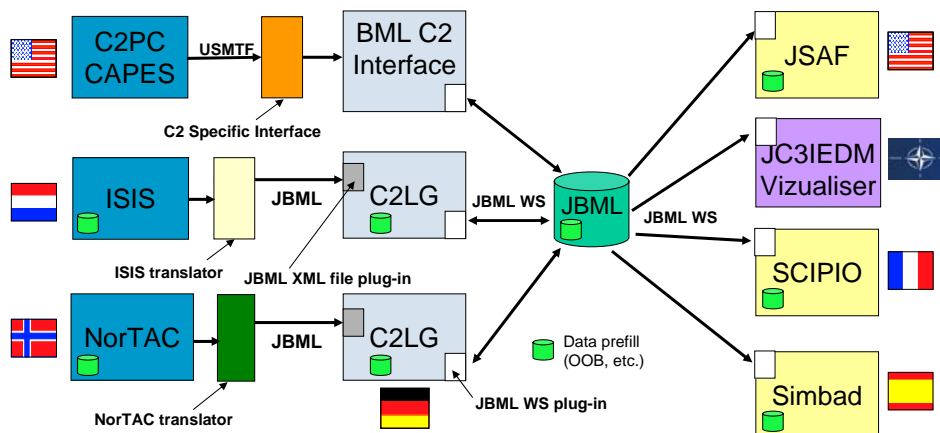 C2PC
CAPES
USMTF
BML C2
Interface
C2 Specific Interface
JSAF
JC3IEDM
Vizualiser
ISIS
JBML
C2LG
JBML WS
JBML
JBML WS
ISIS translator
JBML XML file plug-in
SCIPIO
NorTAC
JBML
C2LG
Data prefill
(OOB, etc.)
NorTAC translator
JBML WS plug-in
Simbad